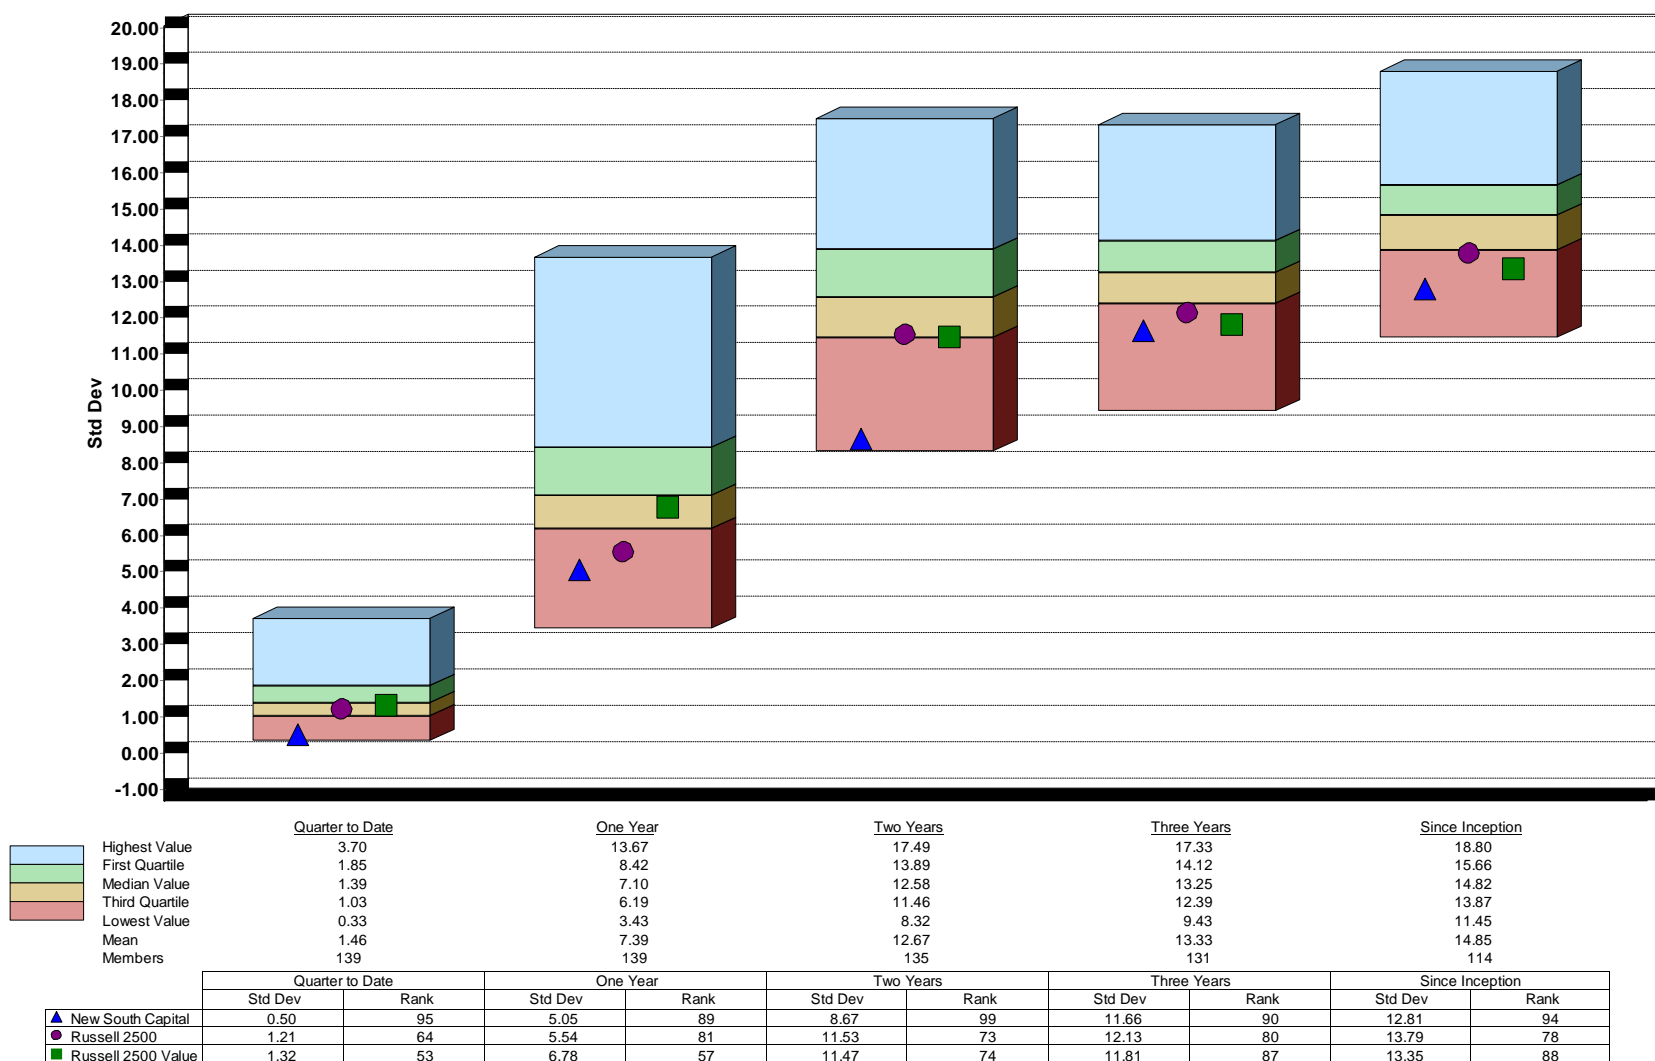 20.00
19.00
18.00
17.00
16.00
15.00
14.00
13.00
12.00
11.00
10.00
9.00
8.00
7.00
6.00
5.00
4.00
3.00
2.00
1.00
0.00
-1.00
Std Dev
Quarter to Date One Year Two Years Three Years Since Inception
Highest Value 3.70 13.67 17.49 17.33 18.80
First Quartile 1.85 8.42 13.89 14.12 15.66
Median Value 1.39 7.10 12.58 13.25 14.82
Third Quartile 1.03 6.19 11.46 12.39 13.87
Lowest Value 0.33 3.43 8.32 9.43 11.45
Mean 1.46 7.39 12.67 13.33 14.85
Members 139 139 135 131 114
Quarter to Date One Year Two Years Three Years Since Inception
Std Dev Rank Std Dev Rank Std Dev Rank Std Dev Rank Std Dev Rank
New South Capital 0.50 95 5.05 89 8.67 99 11.66 90 12.81 94
Russell 2500 1.21 64 5.54 81 11.53 73 12.13 80 13.79 78
Russell 2500 Value 1.32 53 6.78 57 11.47 74 11.81 87 13.35 88